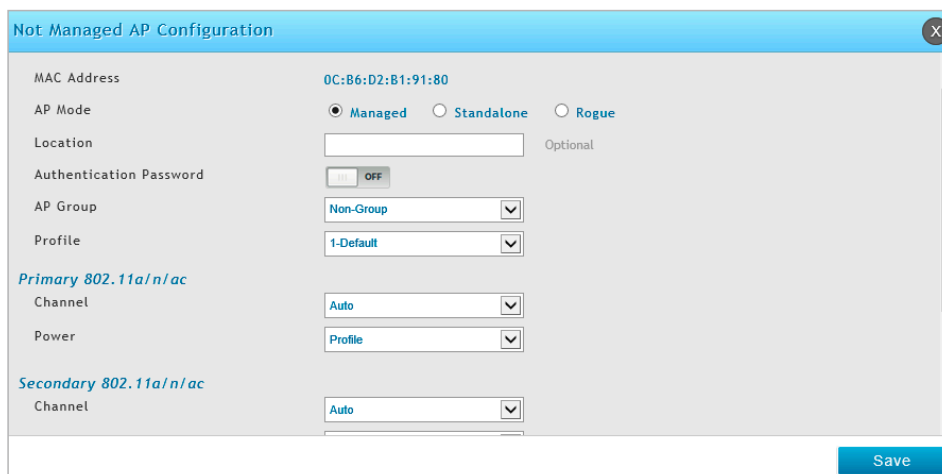 Not Managed AP Configuration
X
MAC Address 0C:B6:D2:B1:91:80
AP Mode Managed Standalone Rogue
Location Optional
Authentication Password OFF
AP Group Non-Group
Profile 1-Default
Primary 802.11a/n/ac
Channel Auto
Power Profile
Secondary 802.11a/n/ac
Channel Auto
Save